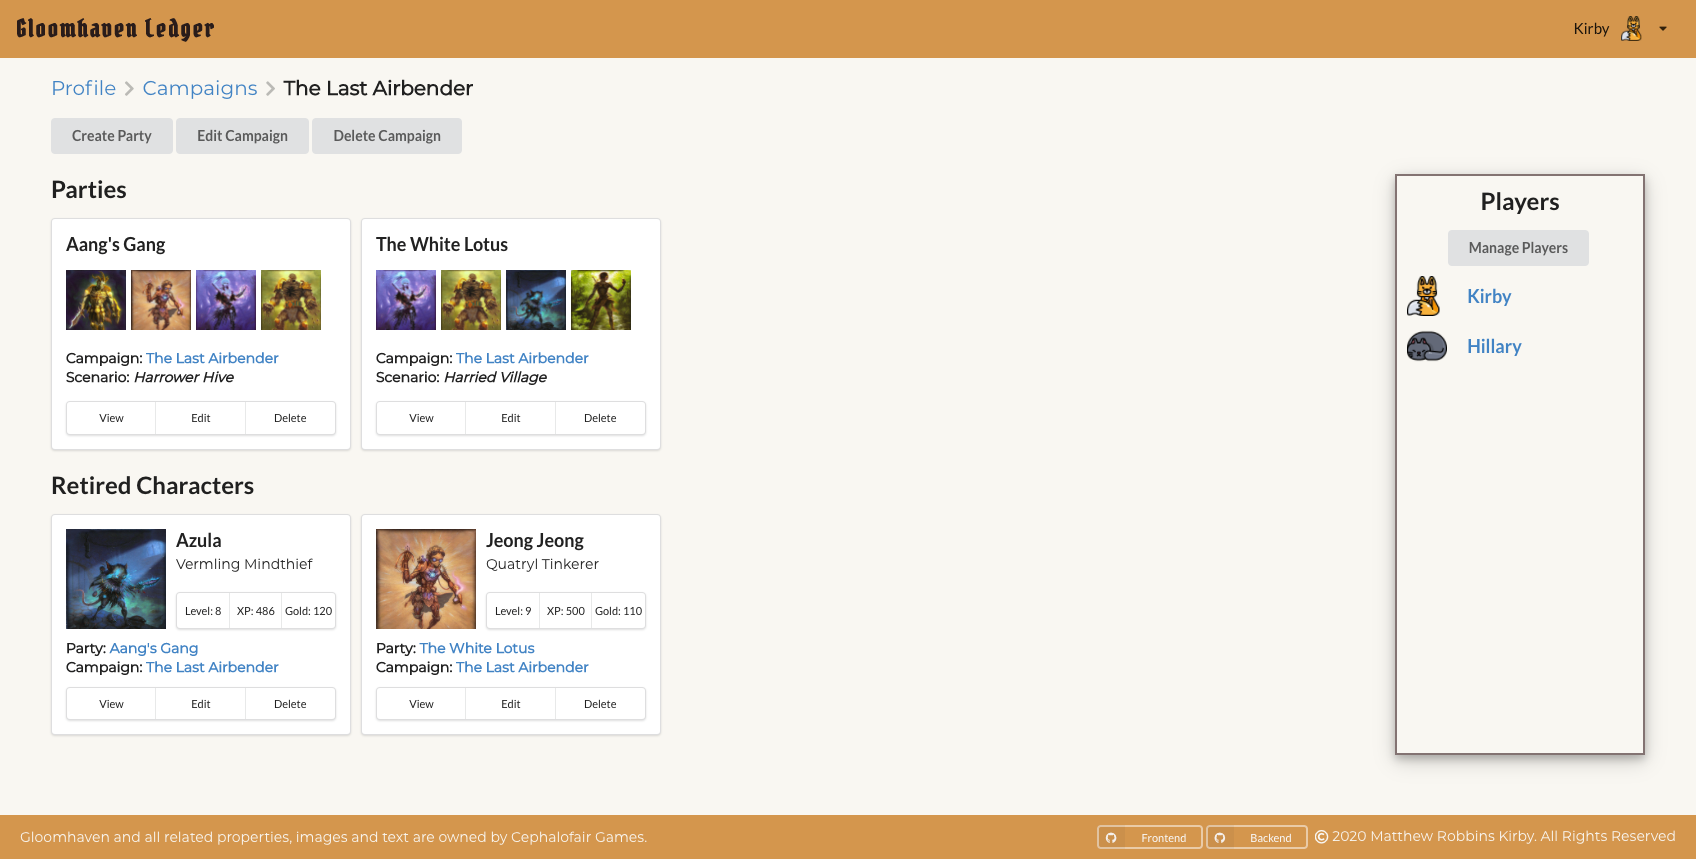 Gloomhaven Ledger
Kirby
Profile > Campaigns > The Last Airbender
Create Party
Edit Campaign
Delete Campaign
Parties
Aang's Gang
Campaign: The Last Airbender
Scenario: Harrower Hive
View
Edit
Delete
The White Lotus
Campaign: The Last Airbender
Scenario: Harried Village
View
Edit
Delete
Retired Characters
Azula
Vermling Mindthief
Level: 8
XP: 486
Gold: 120
Party: Aang's Gang
Campaign: The Last Airbender
View
Edit
Delete
Jeong Jeong
Quatryl Tinkerer
Level: 9
XP: 500
Gold: 110
Party: The White Lotus
Campaign: The Last Airbender
View
Edit
Delete
Players
Manage Players
Kirby
Hillary
Gloomhaven and all related properties, images and text are owned by Cephalofair Games.
Frontend
Backend
© 2020 Matthew Robbins Kirby. All Rights Reserved